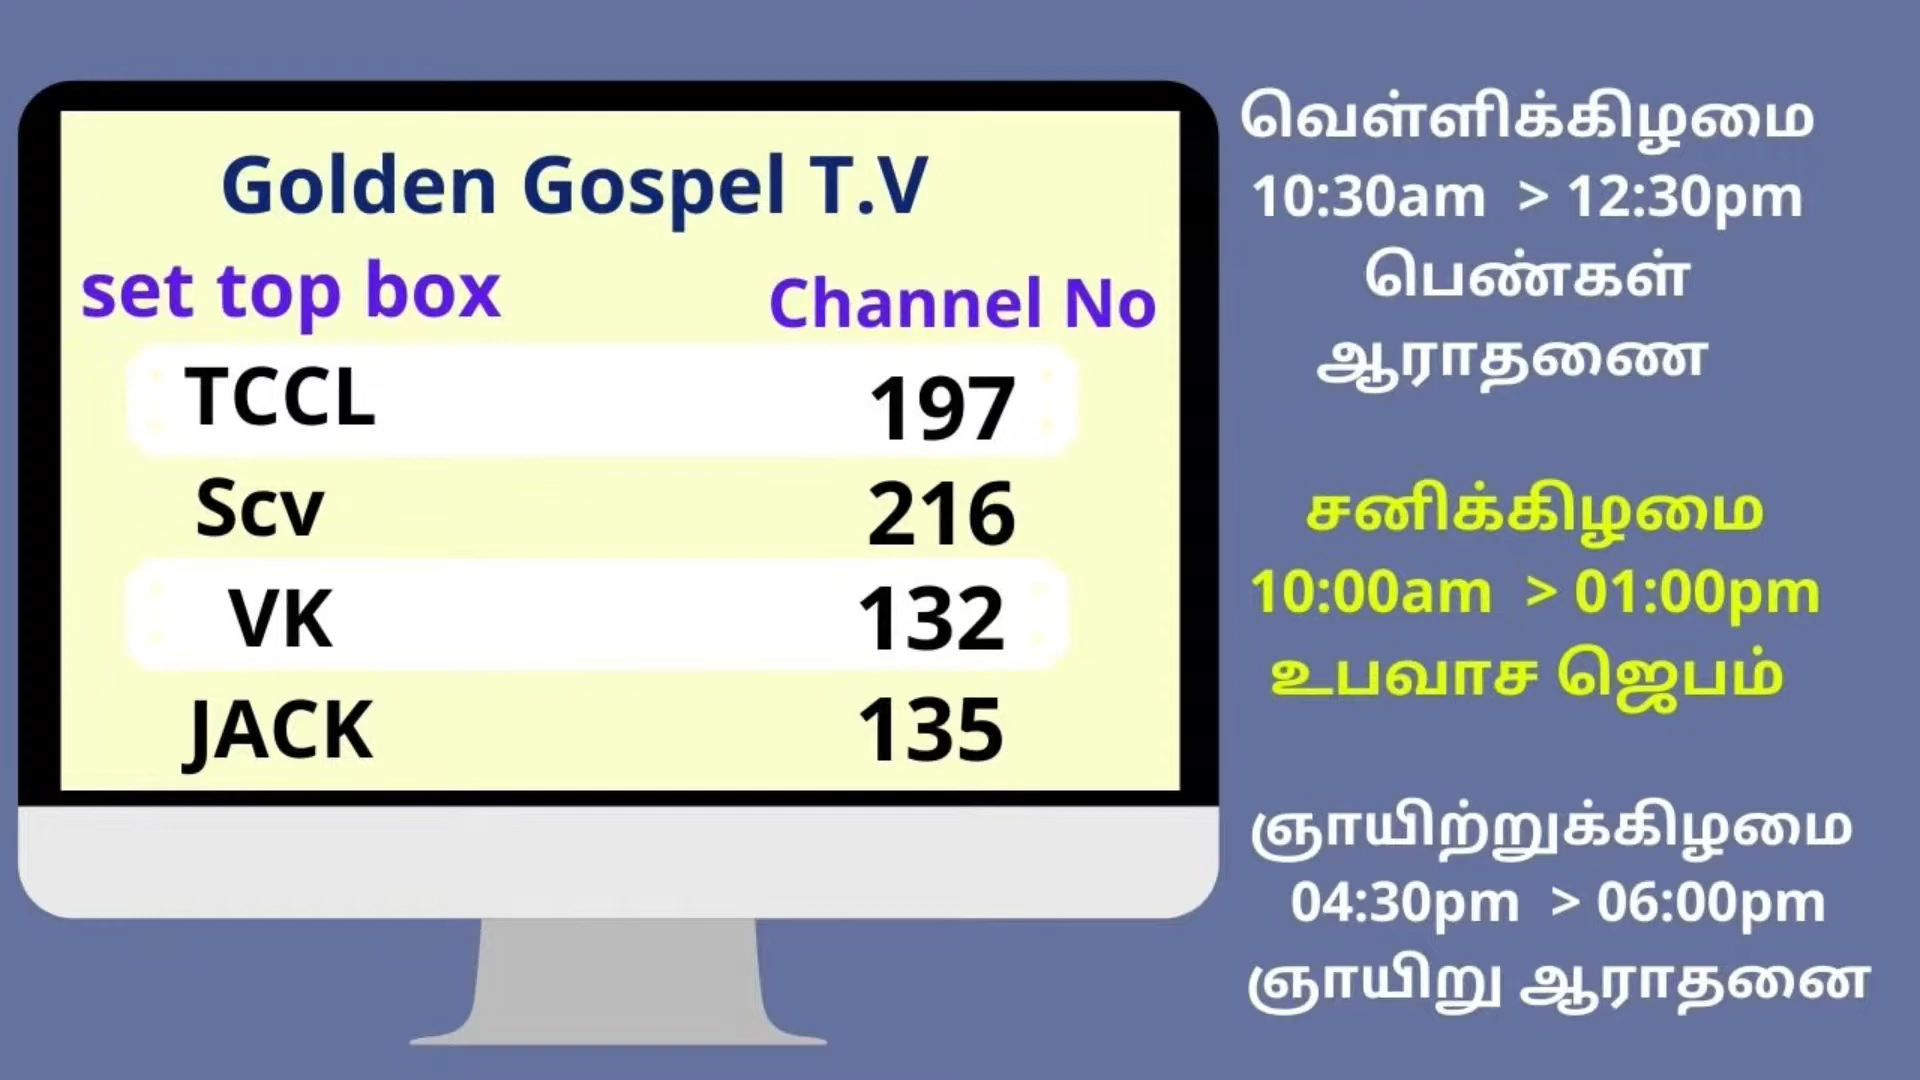 Golden Gospel T.V
set top box Channel No
TCCL 197
Scv 216
VK 132
JACK 135
வெள்ளிக்கிழமை
10:30am > 12:30pm
பெண்கள்
ஆராதணை
சனிக்கிழமை
10:00am > 01:00pm
உபவாச ஜெபம்
ஞாயிற்றுக்கிழமை
04:30pm > 06:00pm
ஞாயிறு ஆராதனை